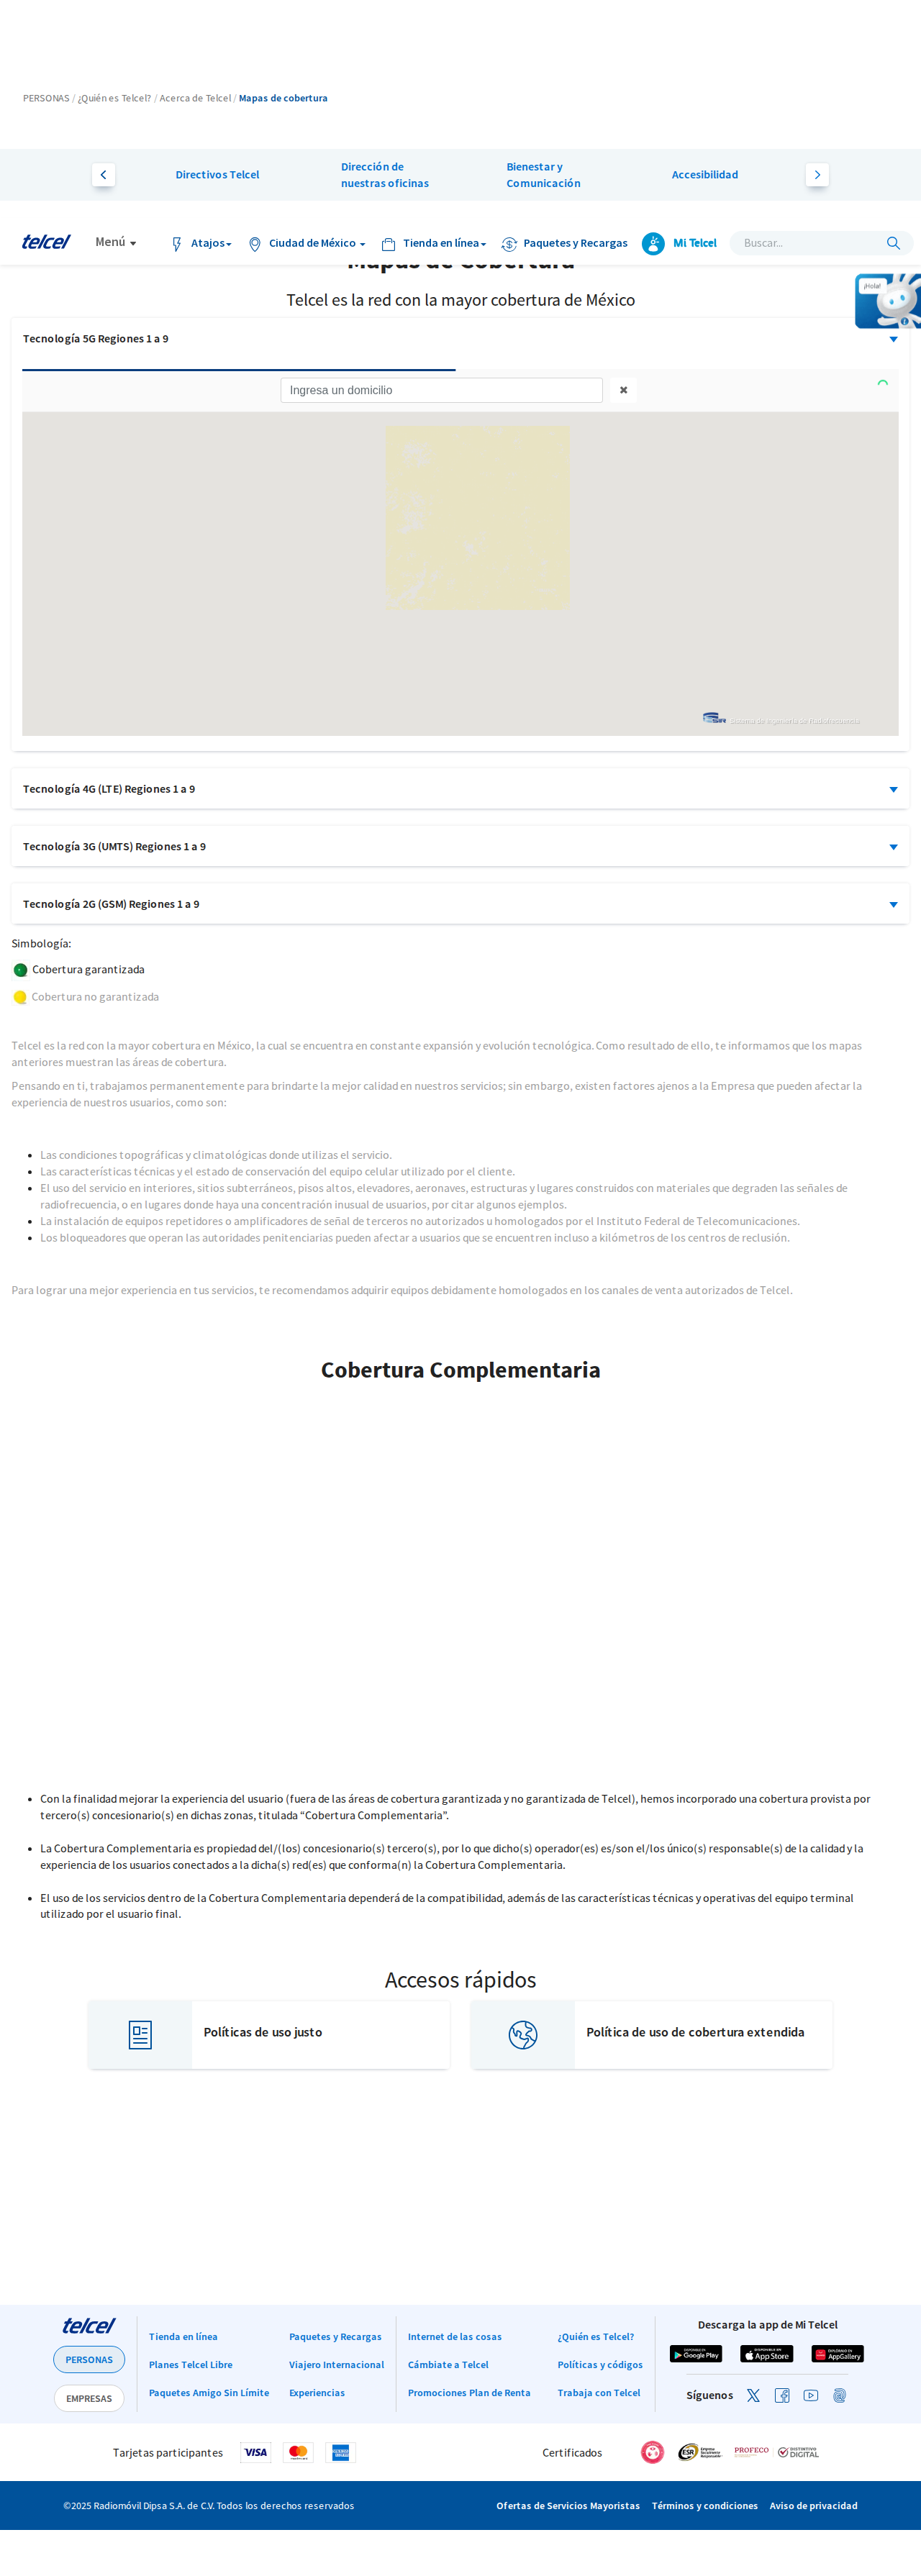 PERSONAS / ¿Quién es Telcel? / Acerca de Telcel / Mapas de cobertura
Directivos Telcel
Dirección de
nuestras oficinas
Bienestar y
Comunicación
Accesibilidad
telcel
Menú
Atajos
Ciudad de México
Tienda en línea
Paquetes y Recargas
Mi Telcel
Buscar...
Mapas de Cobertura
¡Hola!
Telcel es la red con la mayor cobertura de México
Tecnología 5G Regiones 1 a 9
Ingresa un domicilio
Sistema de Ingeniería de Radiofrecuencia
Tecnología 4G (LTE) Regiones 1 a 9
Tecnología 3G (UMTS) Regiones 1 a 9
Tecnología 2G (GSM) Regiones 1 a 9
Simbología:
Cobertura garantizada
Cobertura no garantizada
Telcel es la red con la mayor cobertura en México, la cual se encuentra en constante expansión y evolución tecnológica. Como resultado de ello, te informamos que los mapas
anteriores muestran las áreas de cobertura.
Pensando en ti, trabajamos permanentemente para brindarte la mejor calidad en nuestros servicios; sin embargo, existen factores ajenos a la Empresa que pueden afectar la
experiencia de nuestros usuarios, como son:
Las condiciones topográficas y climatológicas donde utilizas el servicio.
Las características técnicas y el estado de conservación del equipo celular utilizado por el cliente.
El uso del servicio en interiores, sitios subterráneos, pisos altos, elevadores, aeronaves, estructuras y lugares construidos con materiales que degraden las señales de
radiofrecuencia, o en lugares donde haya una concentración inusual de usuarios, por citar algunos ejemplos.
La instalación de equipos repetidores o amplificadores de señal de terceros no autorizados u homologados por el Instituto Federal de Telecomunicaciones.
Los bloqueadores que operan las autoridades penitenciarias pueden afectar a usuarios que se encuentren incluso a kilómetros de los centros de reclusión.
Para lograr una mejor experiencia en tus servicios, te recomendamos adquirir equipos debidamente homologados en los canales de venta autorizados de Telcel.
Cobertura Complementaria
Con la finalidad mejorar la experiencia del usuario (fuera de las áreas de cobertura garantizada y no garantizada de Telcel), hemos incorporado una cobertura provista por
tercero(s) concesionario(s) en dichas zonas, titulada “Cobertura Complementaria”.
La Cobertura Complementaria es propiedad del/(los) concesionario(s) tercero(s), por lo que dicho(s) operador(es) es/son el/los único(s) responsable(s) de la calidad y la
experiencia de los usuarios conectados a la dicha(s) red(es) que conforma(n) la Cobertura Complementaria.
El uso de los servicios dentro de la Cobertura Complementaria dependerá de la compatibilidad, además de las características técnicas y operativas del equipo terminal
utilizado por el usuario final.
Accesos rápidos
Políticas de uso justo
Política de uso de cobertura extendida
telcel
PERSONAS
EMPRESAS
Tienda en línea
Planes Telcel Libre
Paquetes Amigo Sin Límite
Paquetes y Recargas
Viajero Internacional
Experiencias
Internet de las cosas
Cámbiate a Telcel
Promociones Plan de Renta
¿Quién es Telcel?
Políticas y códigos
Trabaja con Telcel
Descarga la app de Mi Telcel
Google Play
App Store
AppGallery
Síguenos
Tarjetas participantes
VISA
Certificados
ESR
PROFECO
DISTINTIVO
DIGITAL
©2025 Radiomóvil Dipsa S.A. de C.V. Todos los derechos reservados
Ofertas de Servicios Mayoristas
Términos y condiciones
Aviso de privacidad